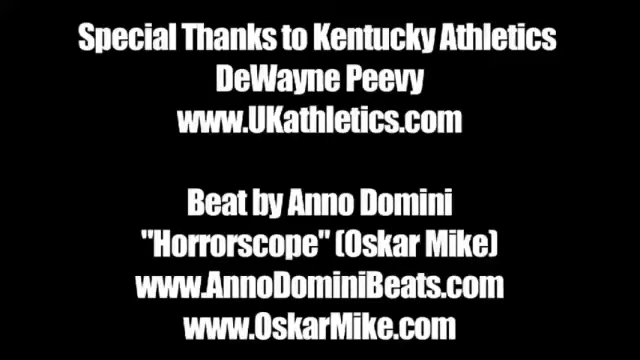 Special Thanks to Kentucky Athletics
DeWayne Peevy
www.UKathletics.com
Beat by Anno Domini
"Horrorscope" (Oskar Mike)
www.AnnoDominiBeats.com
www.OskarMike.com